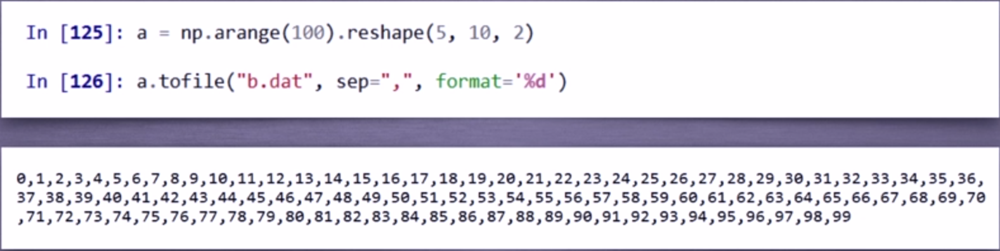 In [125]: a = np.arange(100).reshape(5, 10, 2)
In [126]: a.tofile("b.dat", sep=",", format='%d')
0,1,2,3,4,5,6,7,8,9,10,11,12,13,14,15,16,17,18,19,20,21,22,23,24,25,26,27,28,29,30,31,32,33,34,35,36,
37,38,39,40,41,42,43,44,45,46,47,48,49,50,51,52,53,54,55,56,57,58,59,60,61,62,63,64,65,66,67,68,69,70
,71,72,73,74,75,76,77,78,79,80,81,82,83,84,85,86,87,88,89,90,91,92,93,94,95,96,97,98,99